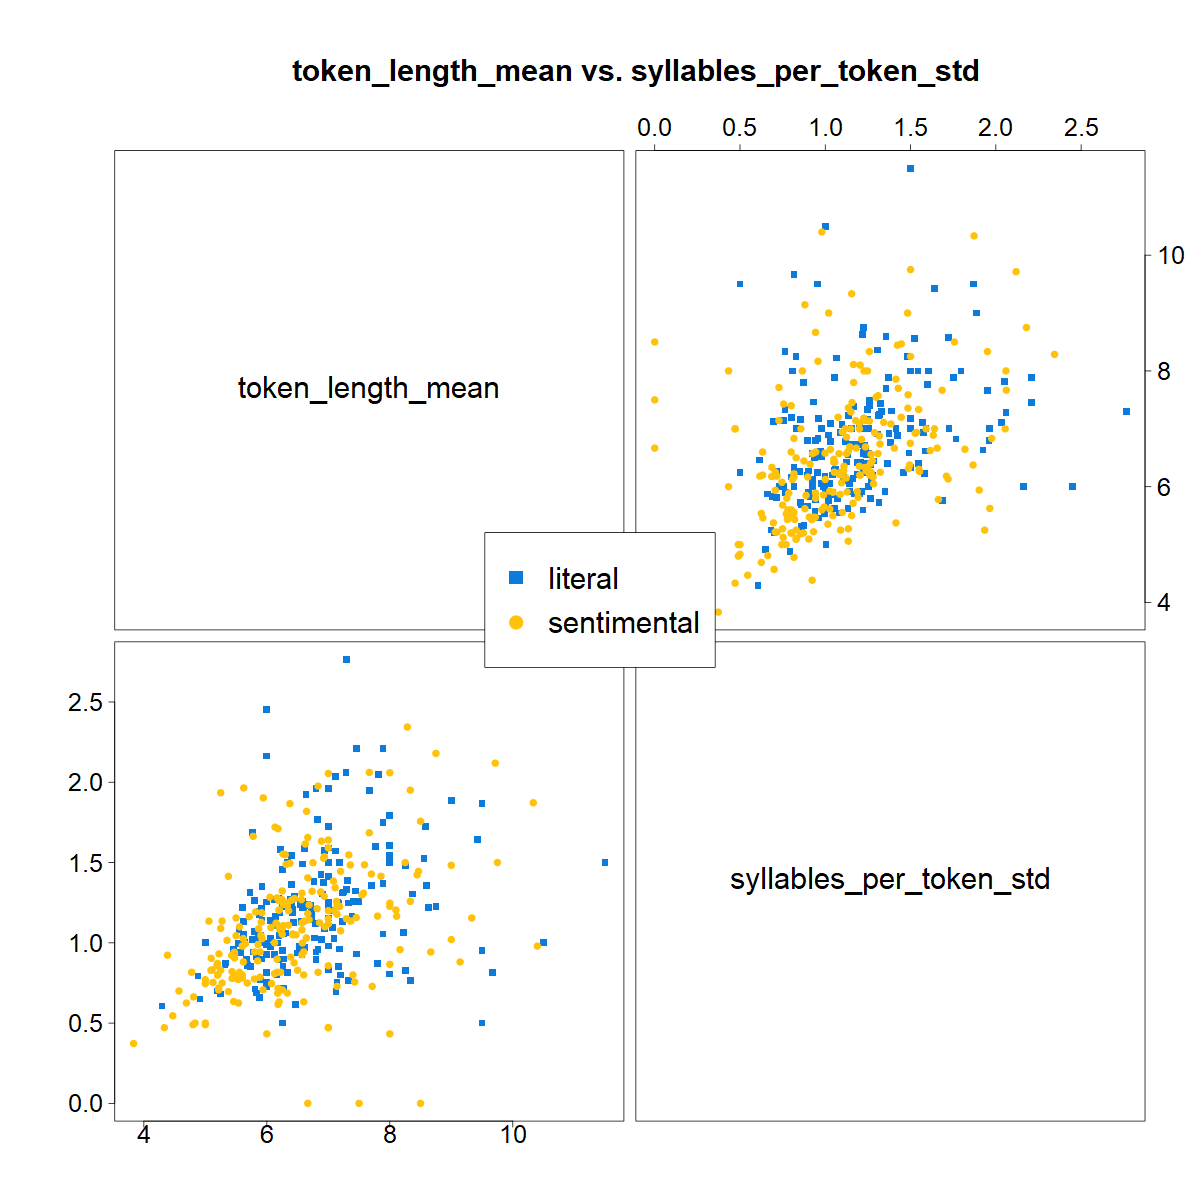 token_length_mean vs. syllables_per_token_std
0.0 0.5 1.0 1.5 2.0 2.5
token_length_mean
10
8
6
4
literal
sentimental
2.5
2.0
1.5
1.0
0.5
0.0
syllables_per_token_std
4 6 8 10